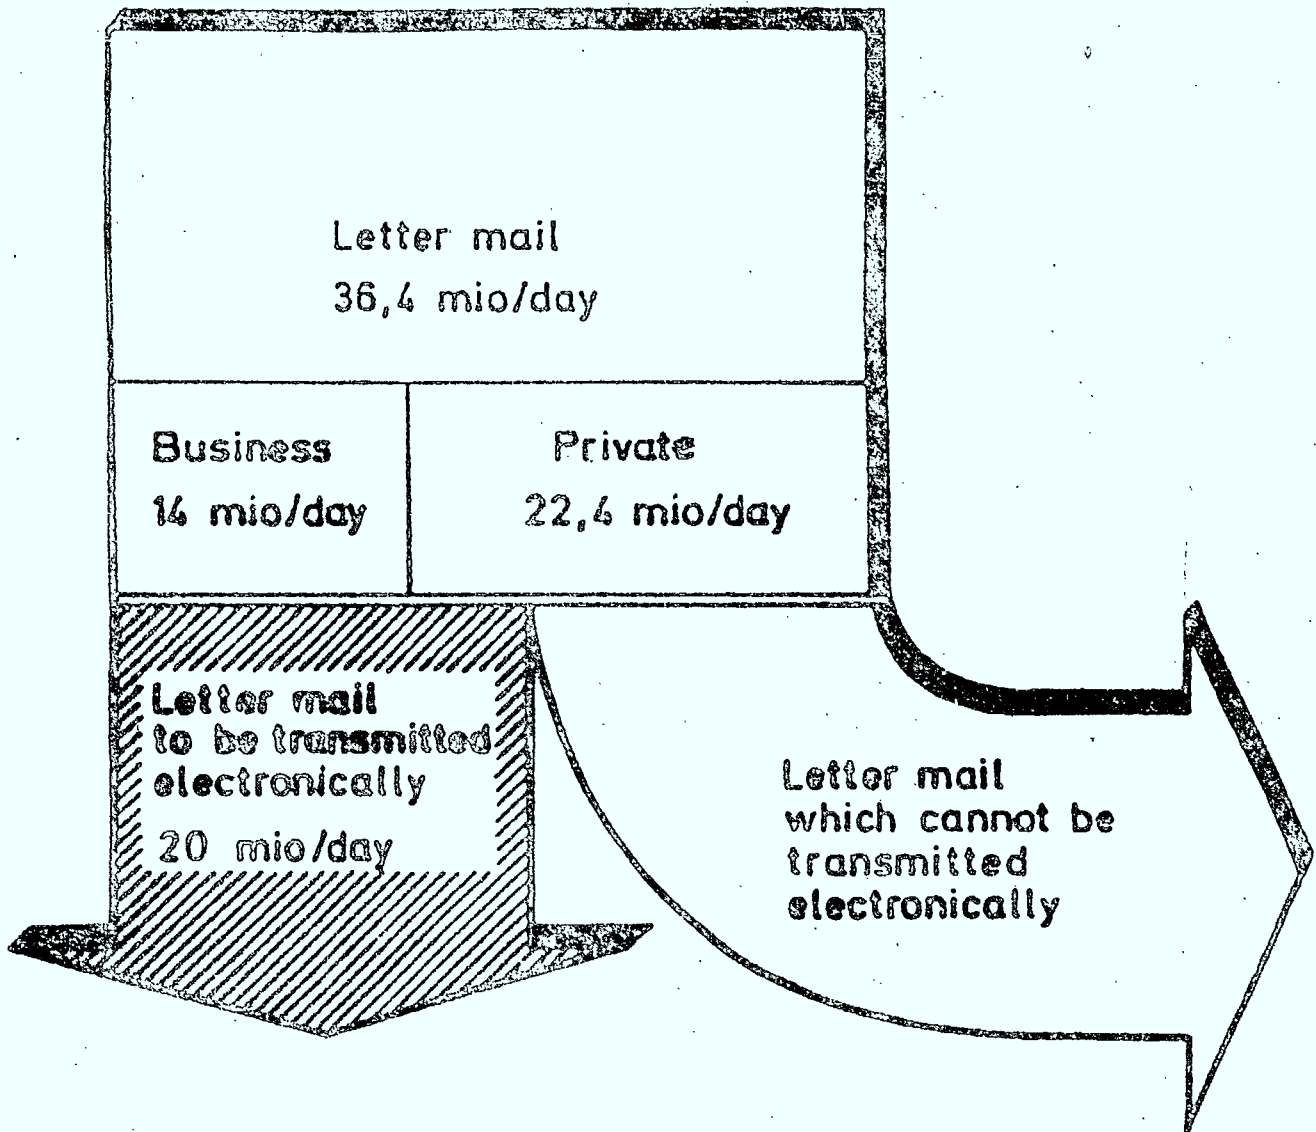 Letter mail
36,4 mio/day
Business
14 mio/day
Private
22,4 mio/day
Letter mail
to be transmitted
electronically
20 mio/day
Letter mail
which cannot be
transmitted
electronically